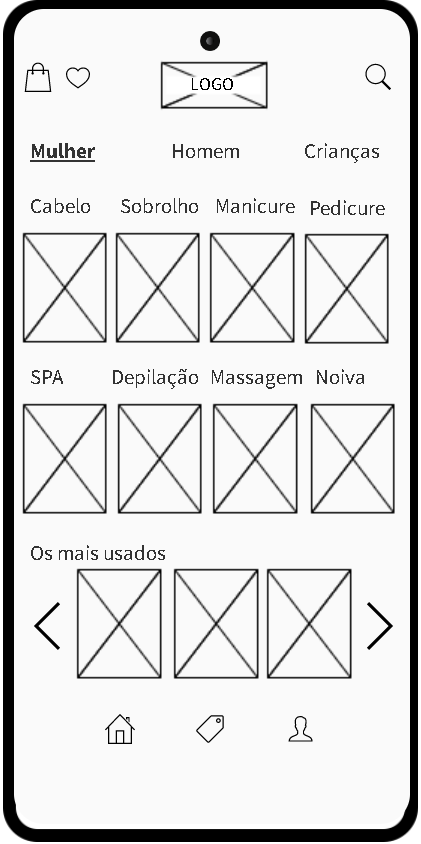 LOGO
Mulher Homem Crianças
Cabelo Sobrolho Manicure Pedicure
SPA Depilação Massagem Noiva
Os mais usados